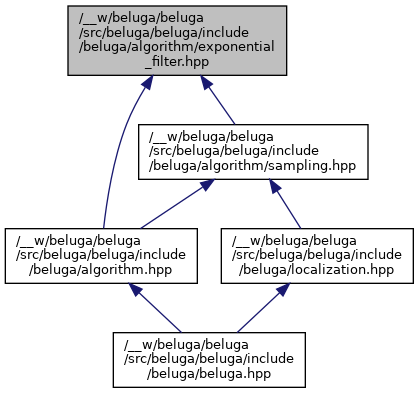 /__w/beluga/beluga
/src/beluga/beluga/include
/beluga/algorithm/exponential
_filter.hpp
/__w/beluga/beluga
/src/beluga/beluga/include
/beluga/algorithm/sampling.hpp
/__w/beluga/beluga
/src/beluga/beluga/include
/beluga/algorithm.hpp
/__w/beluga/beluga
/src/beluga/beluga/include
/beluga/localization.hpp
/__w/beluga/beluga
/src/beluga/beluga/include
/beluga/beluga.hpp